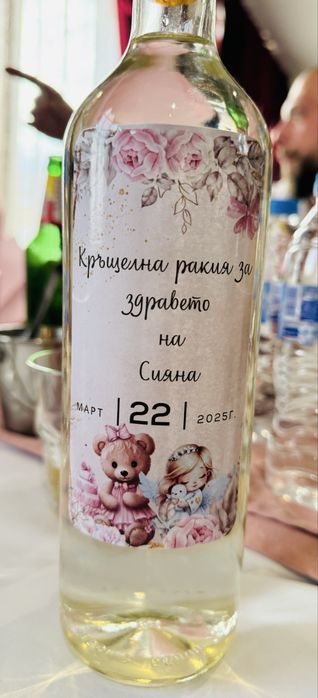 Кръщелна ракия за
здравето
на
Сияна
МАРТ |22| 2025г.